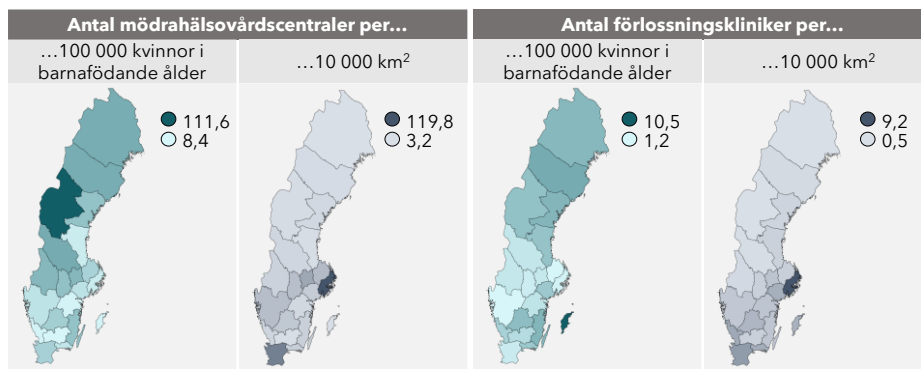 Antal mödrahälsovårdscentraler per…
…100 000 kvinnor i
barnafödande ålder
…10 000 km²
111,6
8,4
119,8
3,2
Antal förlossningskliniker per…
…100 000 kvinnor i
barnafödande ålder
…10 000 km²
10,5
1,2
9,2
0,5